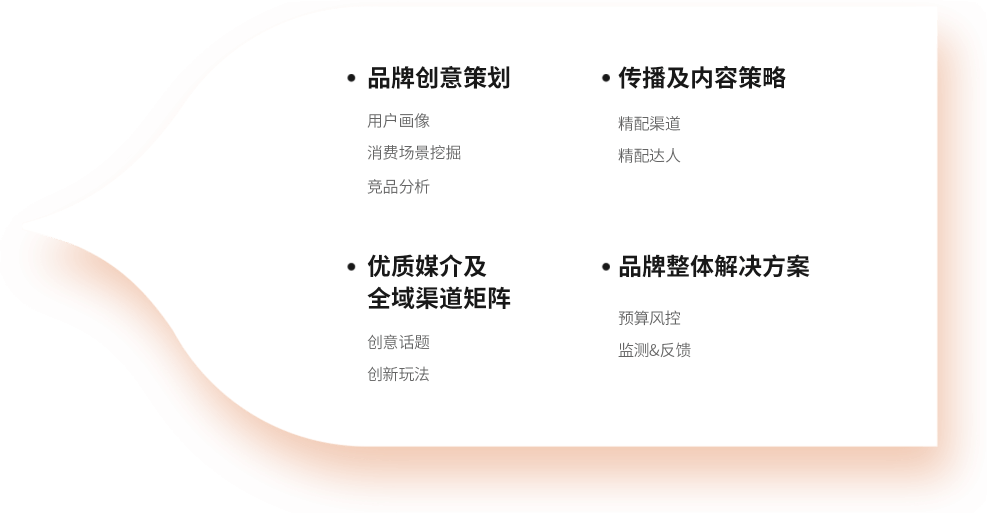 品牌创意策划
用户画像
消费场景挖掘
竞品分析
传播及内容策略
精配渠道
精配达人
优质媒介及
全域渠道矩阵
创意话题
创新玩法
品牌整体解决方案
预算风控
监测&反馈